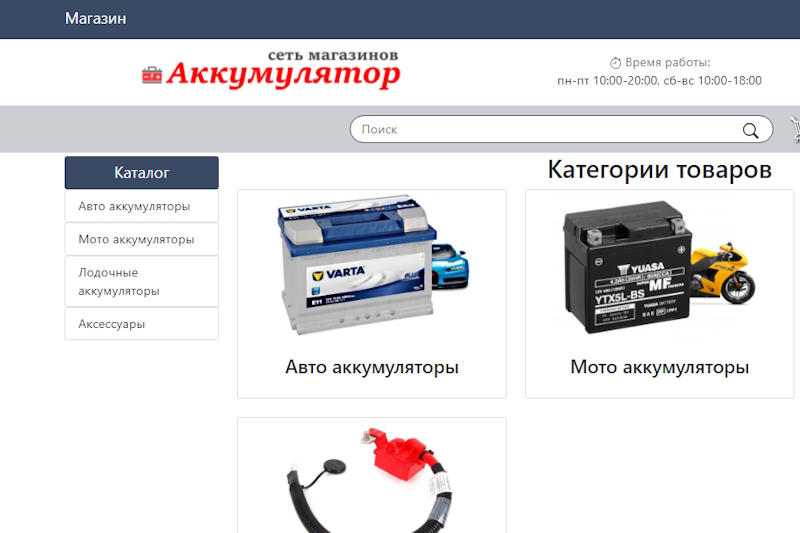 Магазин
сеть магазинов
Аккумулятор
Время работы:
пн-пт 10:00-20:00, сб-вс 10:00-18:00
Поиск
Каталог
Авто аккумуляторы
Мото аккумуляторы
Лодочные
аккумуляторы
Аксессуары
Категории товаров
VARTA
VARTA
E11
Авто аккумуляторы
YUASA
YTX5L-BS
MF
Мото аккумуляторы